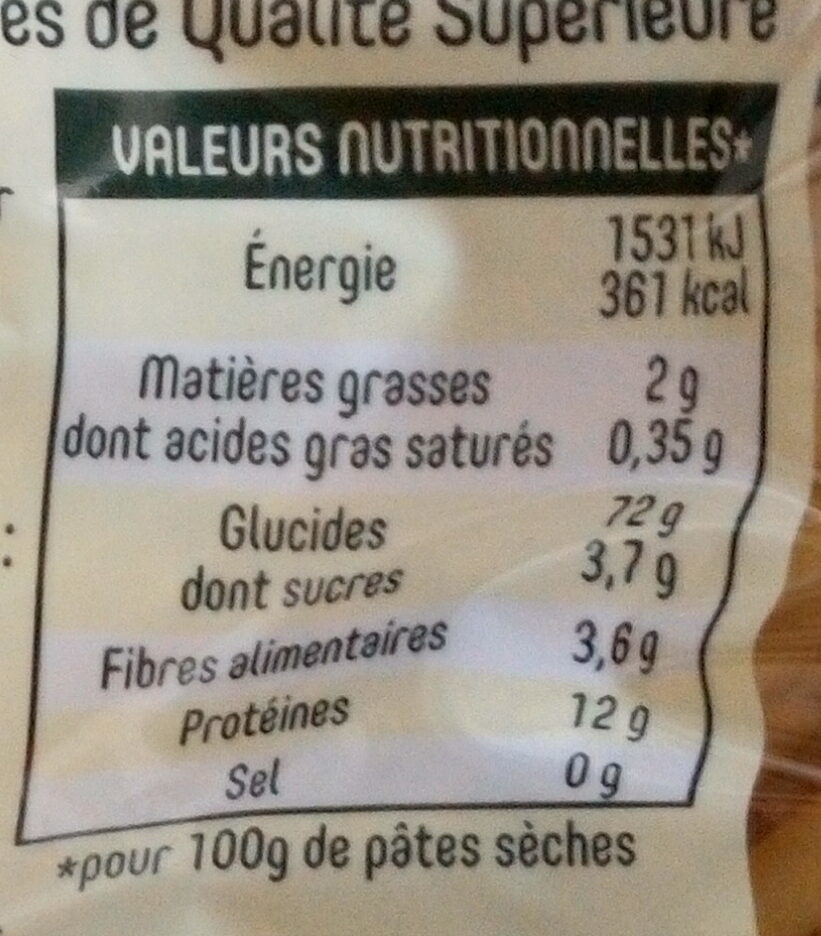 es de Qualité Supérieure
VALEURS NUTRITIONNELLES*
Énergie 1531 kJ
361 kcal
Matières grasses 2 g
dont acides gras saturés 0,35 g
Glucides 72 g
dont sucres 3,7 g
Fibres alimentaires 3,6 g
Protéines 12 g
Sel 0 g
:
*pour 100g de pâtes sèches